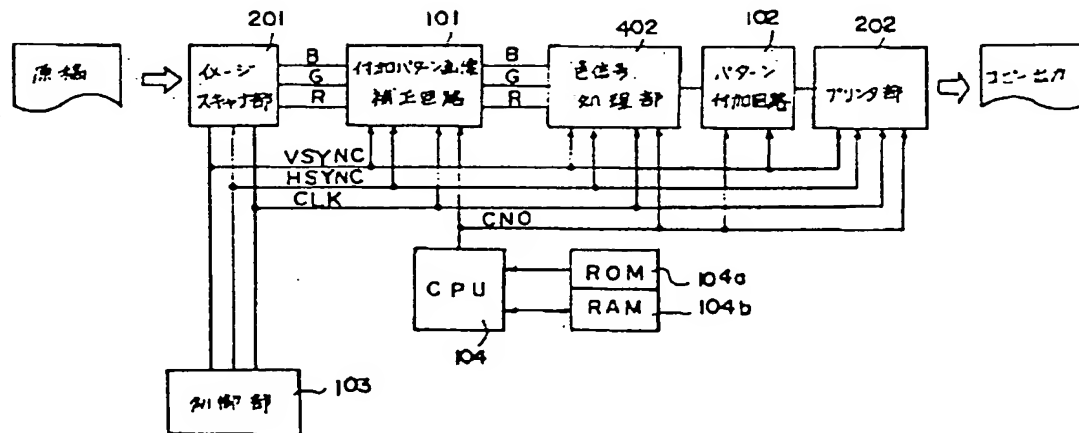 201
101
402
102
202
原稿
イメージ
スキャナ部
B
G
R
付加パターン画像
補正回路
B
G
R
色信号
処理部
パターン
付加回路
プリンタ部
コピー出力
VSYNC
HSYNC
CLK
CNO
CPU
104
ROM
104a
RAM
104b
制御部
103